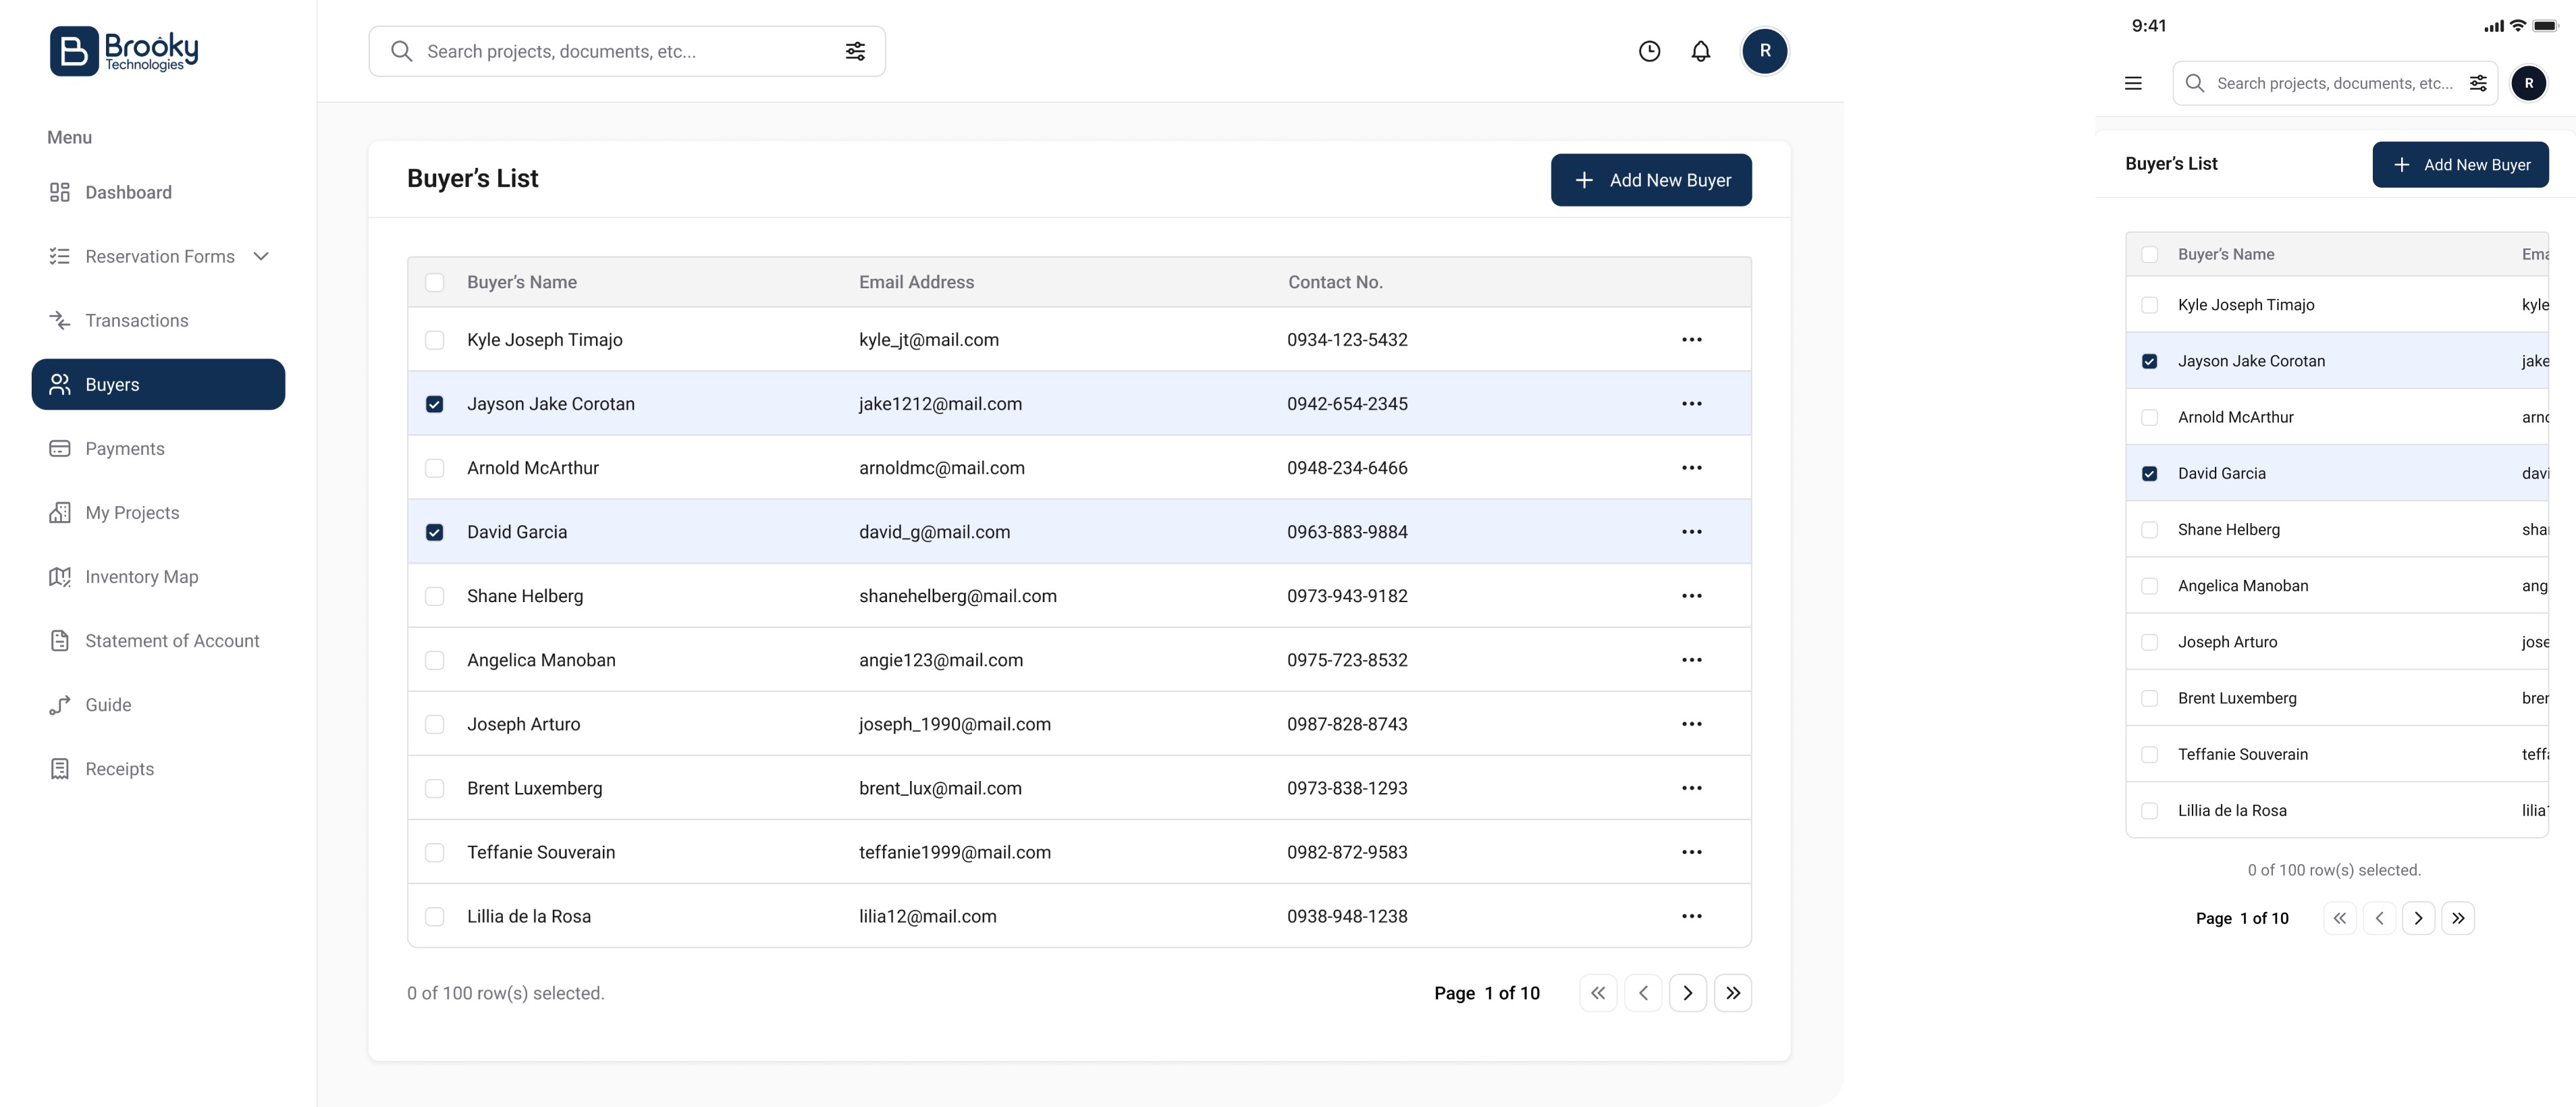 Brooky
Technologies
Menu
Dashboard
Reservation Forms
Transactions
Buyers
Payments
My Projects
Inventory Map
Statement of Account
Guide
Receipts
Search projects, documents, etc...
R
Buyer’s List
Add New Buyer
Buyer’s Name Email Address Contact No.
Kyle Joseph Timajo kyle_jt@mail.com 0934-123-5432
Jayson Jake Corotan jake1212@mail.com 0942-654-2345
Arnold McArthur arnoldmc@mail.com 0948-234-6466
David Garcia david_g@mail.com 0963-883-9884
Shane Helberg shanehelberg@mail.com 0973-943-9182
Angelica Manoban angie123@mail.com 0975-723-8532
Joseph Arturo joseph_1990@mail.com 0987-828-8743
Brent Luxemberg brent_lux@mail.com 0973-838-1293
Teffanie Souverain teffanie1999@mail.com 0982-872-9583
Lillia de la Rosa lilia12@mail.com 0938-948-1238
0 of 100 row(s) selected.
Page 1 of 10
9:41
Search projects, documents, etc...
R
Buyer’s List
Add New Buyer
Buyer’s Name Ema
Kyle Joseph Timajo kyle
Jayson Jake Corotan jake
Arnold McArthur arno
David Garcia davi
Shane Helberg shan
Angelica Manoban ang
Joseph Arturo jose
Brent Luxemberg bren
Teffanie Souverain teffa
Lillia de la Rosa lilia1
0 of 100 row(s) selected.
Page 1 of 10